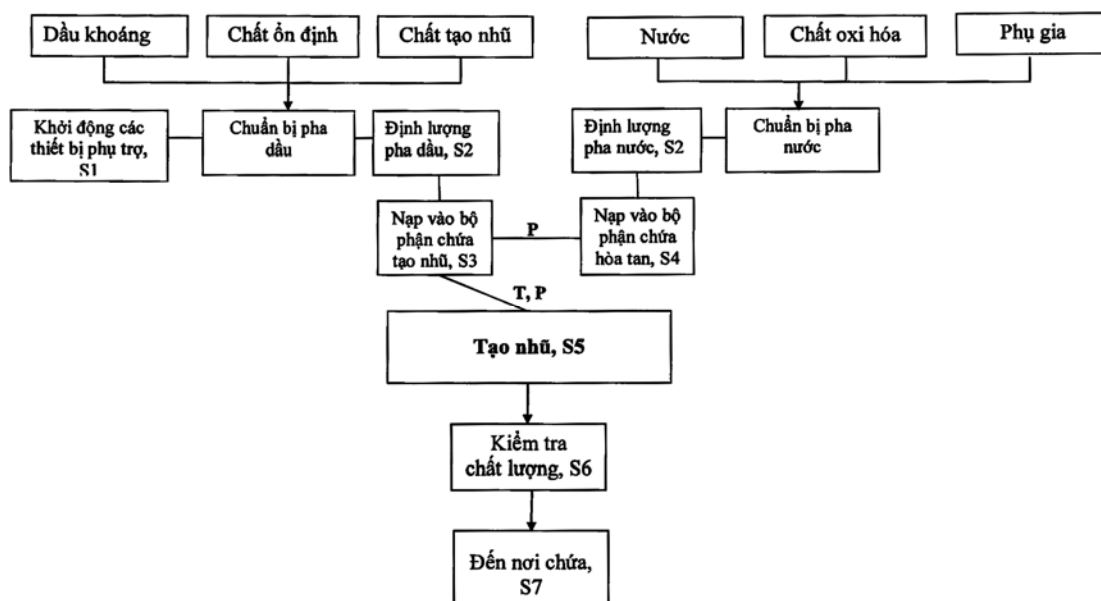 Dầu khoáng
Chất ổn định
Chất tạo nhũ
Nước
Chất oxi hóa
Phụ gia
Khởi động các
thiết bị phụ trợ,
S1
Chuẩn bị pha
dầu
Định lượng
pha dầu, S2
Định lượng
pha nước, S2
Chuẩn bị pha
nước
Nạp vào bộ
phận chứa
tạo nhũ, S3
P
Nạp vào bộ
phận chứa
hòa tan, S4
T, P
Tạo nhũ, S5
Kiểm tra
chất lượng, S6
Đến nơi chứa,
S7